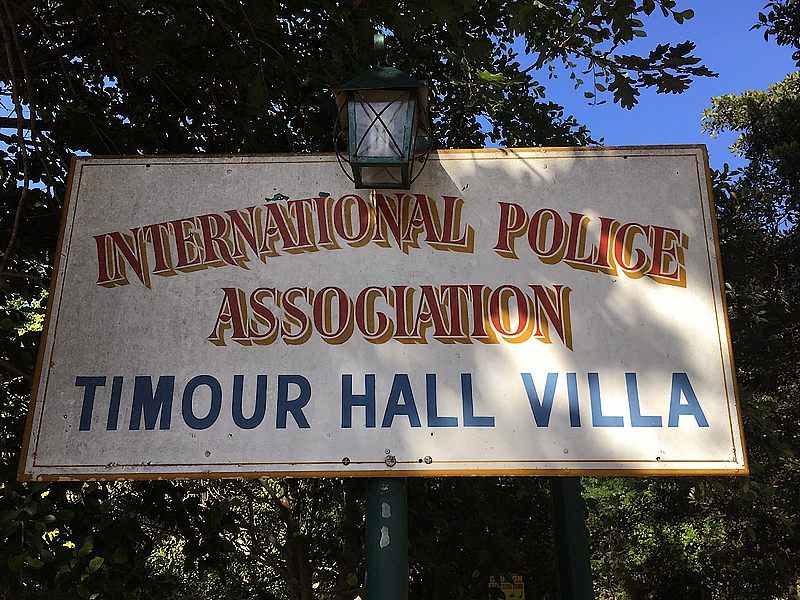 INTERNATIONAL POLICE
ASSOCIATION
TIMOUR HALL VILLA